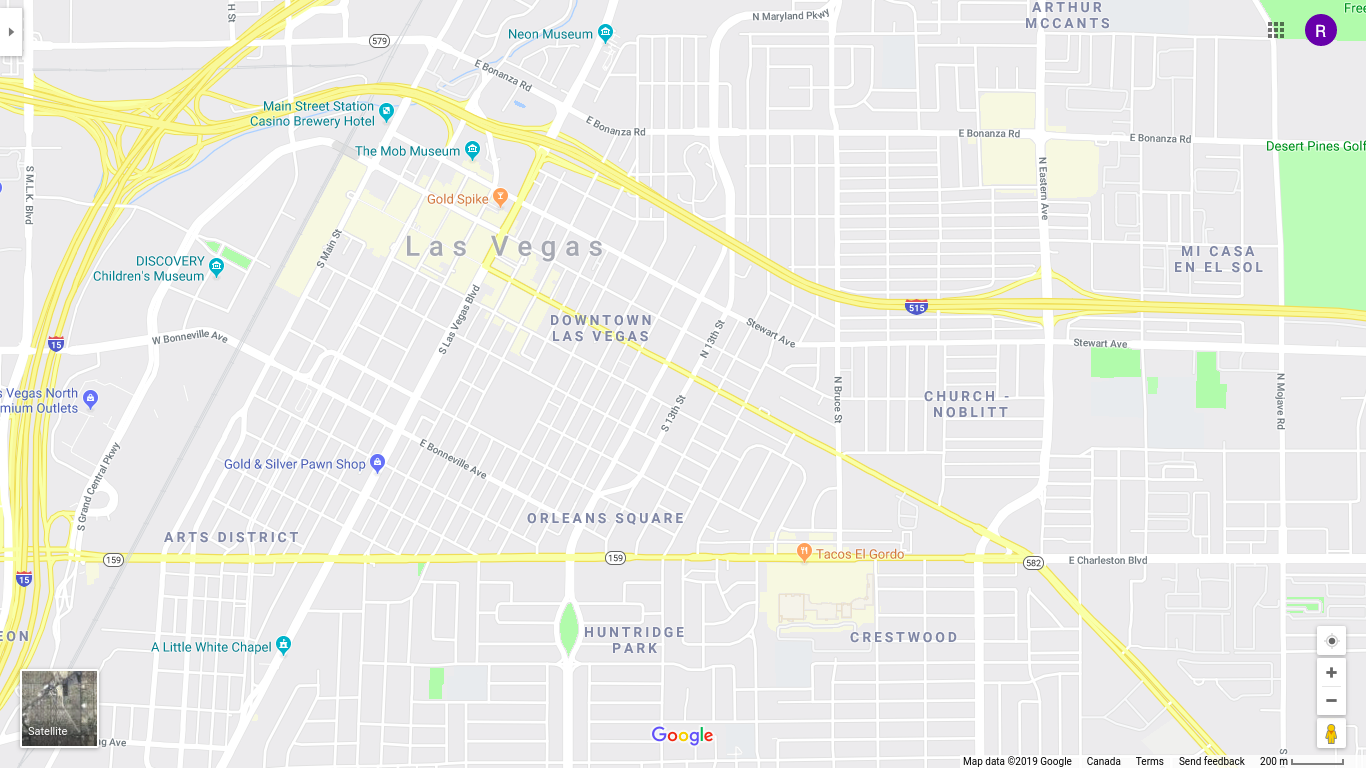 H St
N Maryland Pkwy
ARTHUR
MCCANTS
Free
R
579
Neon Museum
E Bonanza Rd
Main Street Station
Casino Brewery Hotel
E Bonanza Rd
E Bonanza Rd
E Bonanza Rd
The Mob Museum
Desert Pines Golf
S M.L.K. Blvd
N Eastern Ave
Gold Spike
S Main St
Las Vegas
MI CASA
EN EL SOL
DISCOVERY
Children's Museum
S Las Vegas Blvd
515
DOWNTOWN
LAS VEGAS
N 13th St
Stewart Ave
Stewart Ave
15
W Bonneville Ave
N Bruce St
N Mojave Rd
s Vegas North
mium Outlets
CHURCH -
NOBLITT
S 13th St
E Bonneville Ave
Gold & Silver Pawn Shop
S Grand Central Pkwy
ORLEANS SQUARE
ARTS DISTRICT
159
159
Tacos El Gordo
582
E Charleston Blvd
15
EON
HUNTRIDGE
PARK
CRESTWOOD
A Little White Chapel
Satellite
ng Ave
Google
S
Map data ©2019 Google
Canada
Terms
Send feedback
200 m